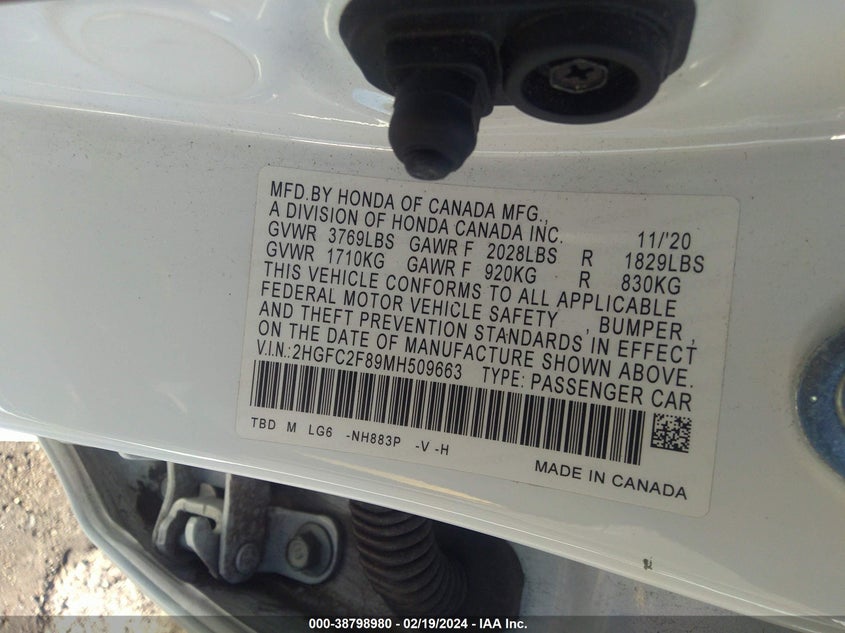 MFD.BY HONDA OF CANADA MFG.,
A DIVISION OF HONDA CANADA INC. 11/'20
GVWR 3769LBS GAWR F 2028LBS R 1829LBS
GVWR 1710KG GAWR F 920KG R 830KG
THIS VEHICLE CONFORMS TO ALL APPLICABLE
FEDERAL MOTOR VEHICLE SAFETY , BUMPER ,
AND THEFT PREVENTION STANDARDS IN EFFECT
ON THE DATE OF MANUFACTURE SHOWN ABOVE.
V.I.N.:2HGFC2F89MH509663 TYPE: PASSENGER CAR
TBD M LG6 -NH883P -V -H
MADE IN CANADA
000-38798980 - 02/19/2024 - IAA Inc.